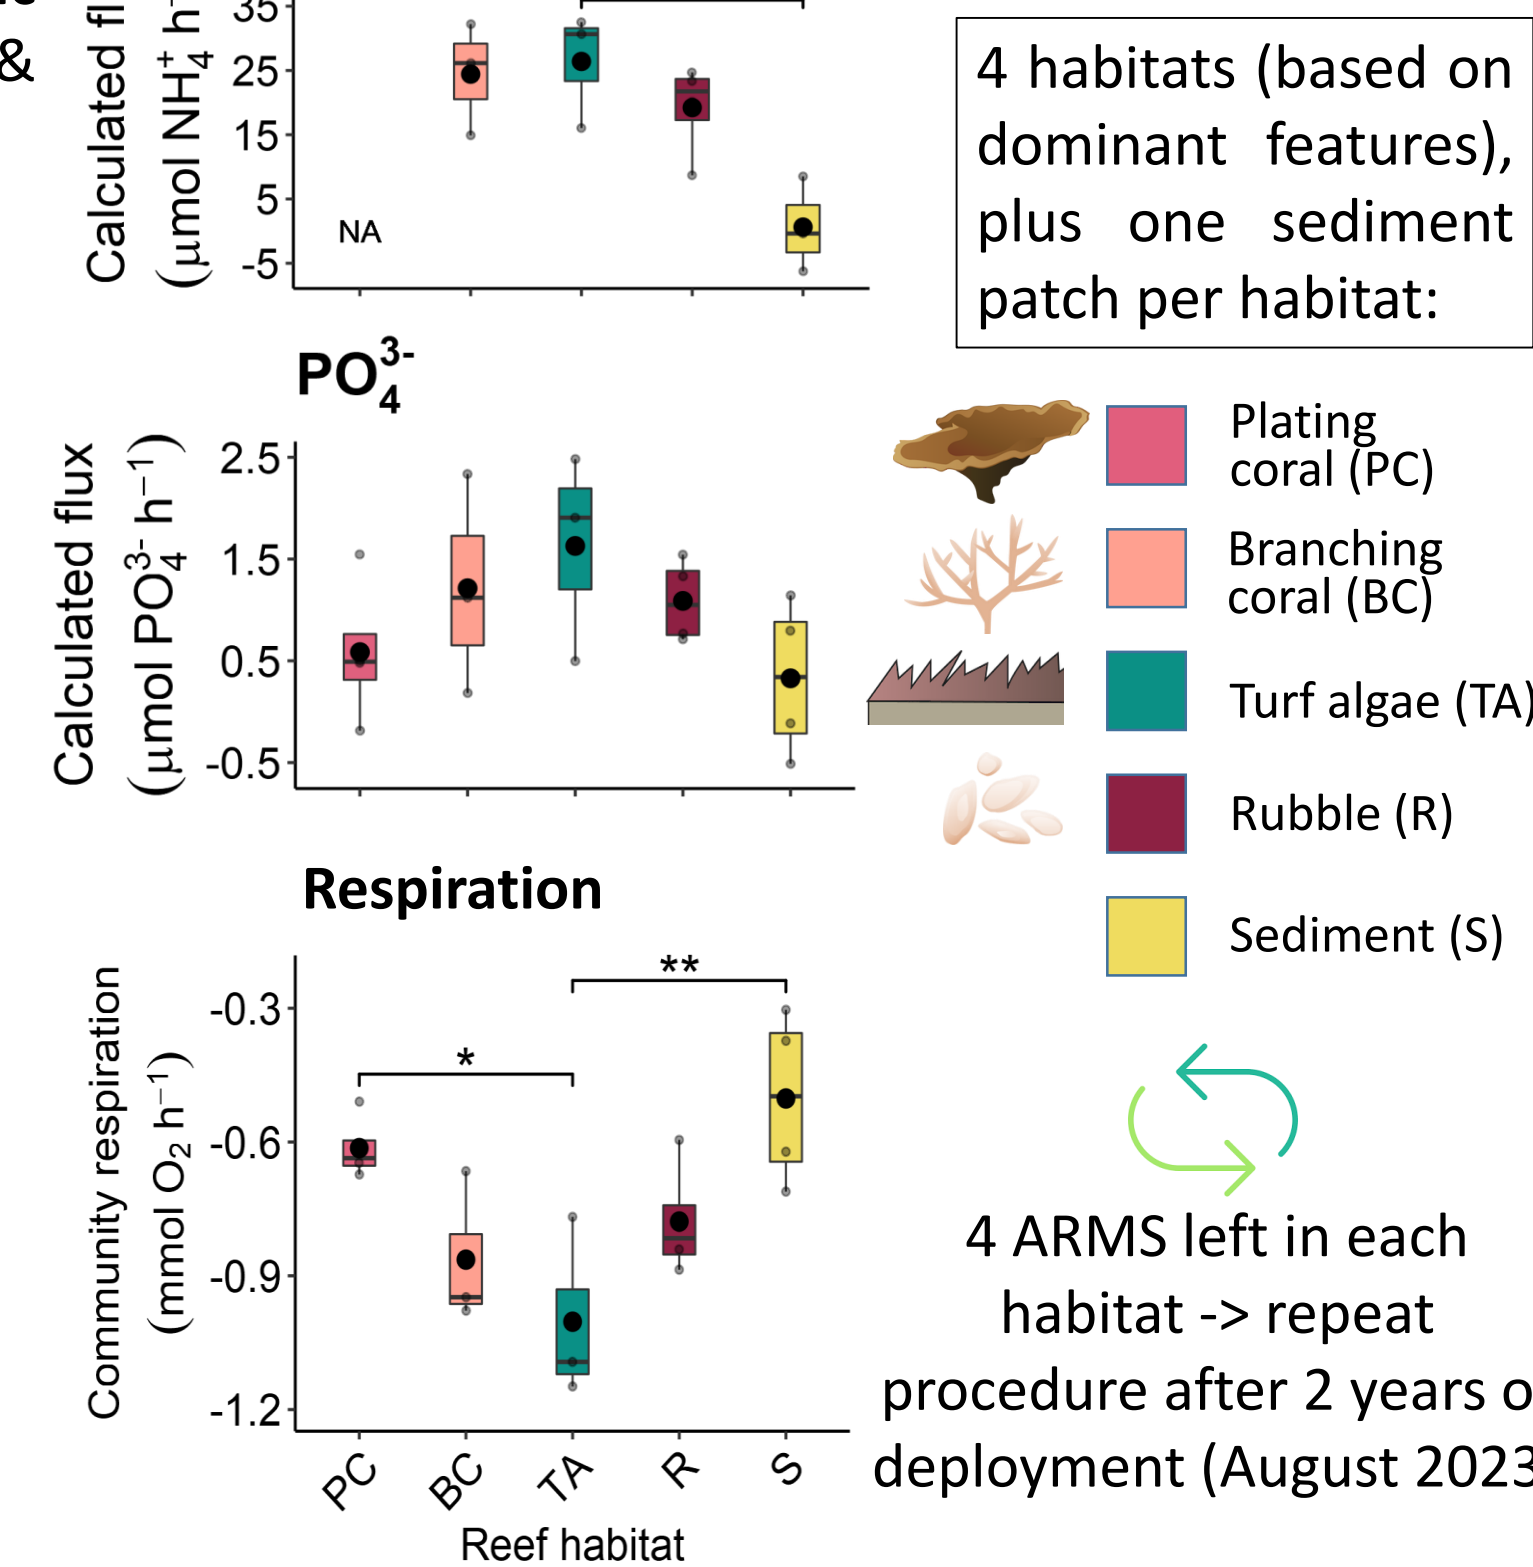 &
Calculated fl
(μmol NH₄⁺ h⁻
35
25
15
5
-5
NA
4 habitats (based on
dominant features),
plus one sediment
patch per habitat:
PO₄³⁻
Calculated flux
(μmol PO₄³⁻ h⁻¹)
2.5
1.5
0.5
-0.5
Plating
coral (PC)
Branching
coral (BC)
Turf algae (TA)
Rubble (R)
Sediment (S)
Respiration
Community respiration
(mmol O₂ h⁻¹)
-0.3
-0.6
-0.9
-1.2
*
**
PC
BC
TA
R
S
Reef habitat
4 ARMS left in each
habitat -> repeat
procedure after 2 years o
deployment (August 2023